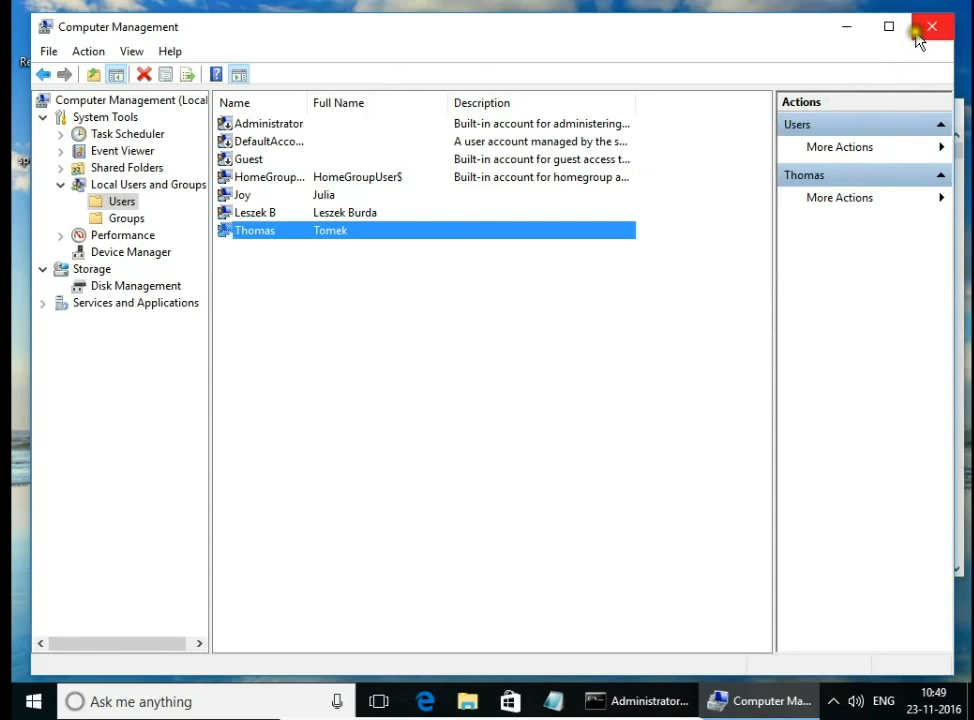 Computer Management
File Action View Help
Computer Management (Local
System Tools
Task Scheduler
Event Viewer
Shared Folders
Local Users and Groups
Users
Groups
Performance
Device Manager
Storage
Disk Management
Services and Applications
Name Full Name Description
Administrator Built-in account for administering...
DefaultAcco... A user account managed by the s...
Guest Built-in account for guest access t...
HomeGroup... HomeGroupUser$ Built-in account for homegroup a...
Joy Julia
Leszek B Leszek Burda
Thomas Tomek
Actions
Users
More Actions
Thomas
More Actions
Ask me anything
Administrator...
Computer Ma...
ENG
10:49
23-11-2016